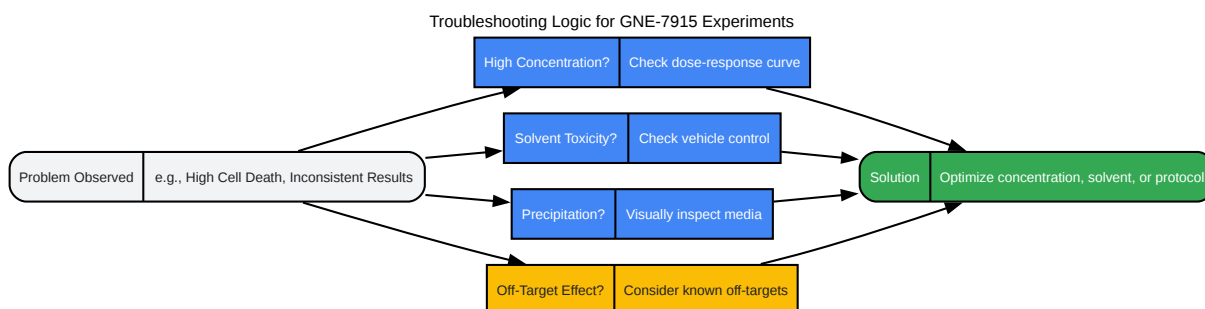 Troubleshooting Logic for GNE-7915 Experiments
High Concentration? Check dose-response curve
Solvent Toxicity? Check vehicle control
Problem Observed e.g., High Cell Death, Inconsistent Results
Solution Optimize concentration, solvent, or protocol
Precipitation? Visually inspect media
Off-Target Effect? Consider known off-targets